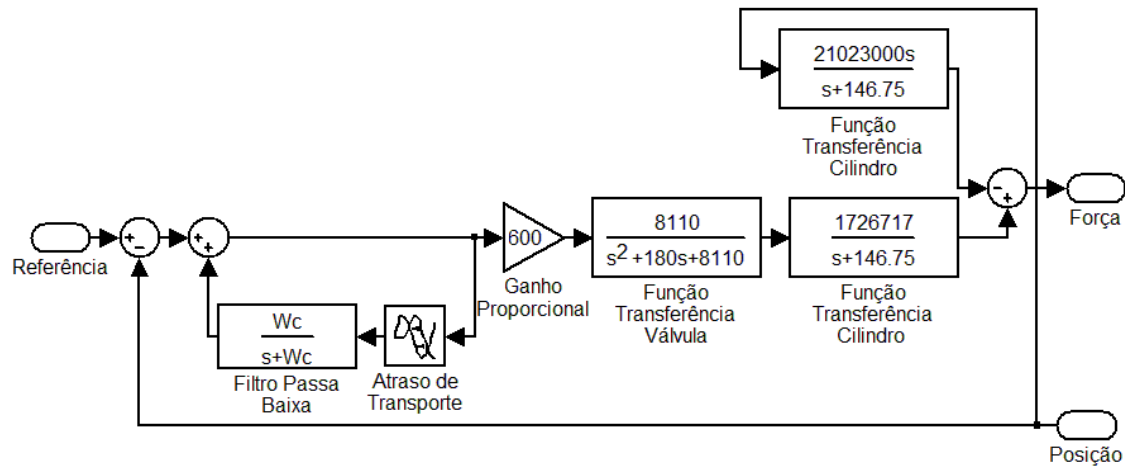 21023000s
s+146.75
Função
Transferência
Cilindro
-
+
Força
+
-
Referência
+
+
600
Ganho
Proporcional
8110
s²+180s+8110
Função
Transferência
Válvula
1726717
s+146.75
Função
Transferência
Cilindro
Wc
s+Wc
Filtro Passa
Baixa
Atraso de
Transporte
Posição